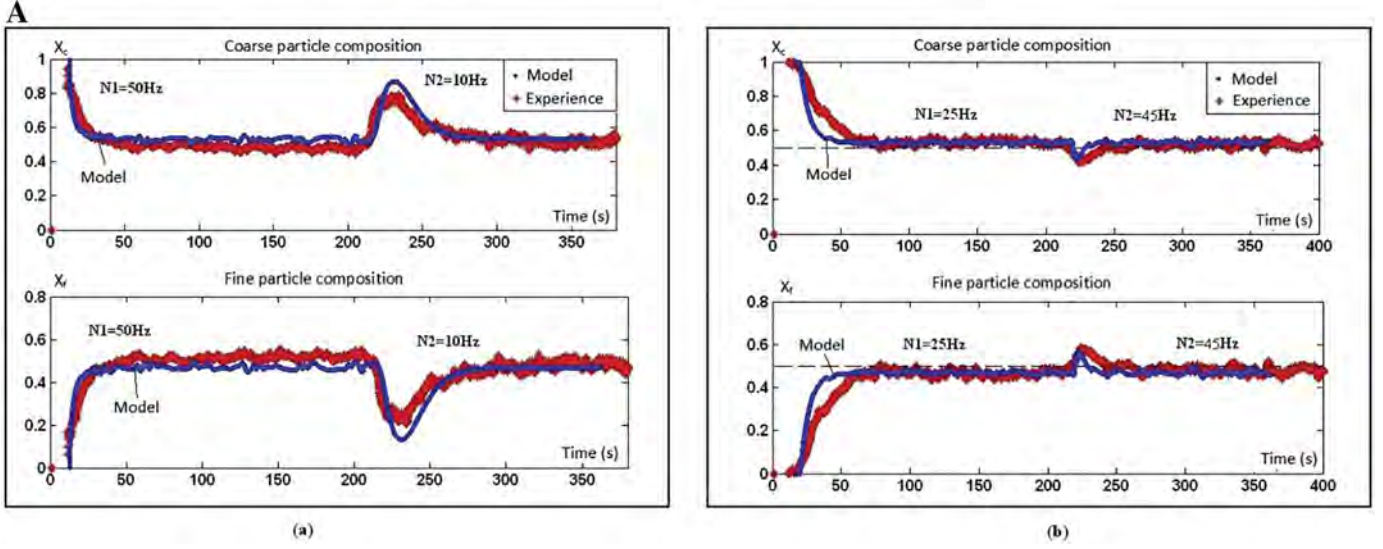 A
X_c
Coarse particle composition
1
0.8
0.6
0.4
0.2
0
N1=50Hz
N2=10Hz
Model
Experience
Model
Time (s)
0 50 100 150 200 250 300 350
X_f
Fine particle composition
0.8
0.6
0.4
0.2
0
N1=50Hz
N2=10Hz
Model
Time (s)
0 50 100 150 200 250 300 350
(a)
X_c
Coarse particle composition
1
0.8
0.6
0.4
0.2
0
Model
Experience
N1=25Hz
N2=45Hz
Model
Time (s)
0 50 100 150 200 250 300 350 400
X_f
Fine particle composition
0.8
0.6
0.4
0.2
0
Model
N1=25Hz
N2=45Hz
Time (s)
0 50 100 150 200 250 300 350 400
(b)